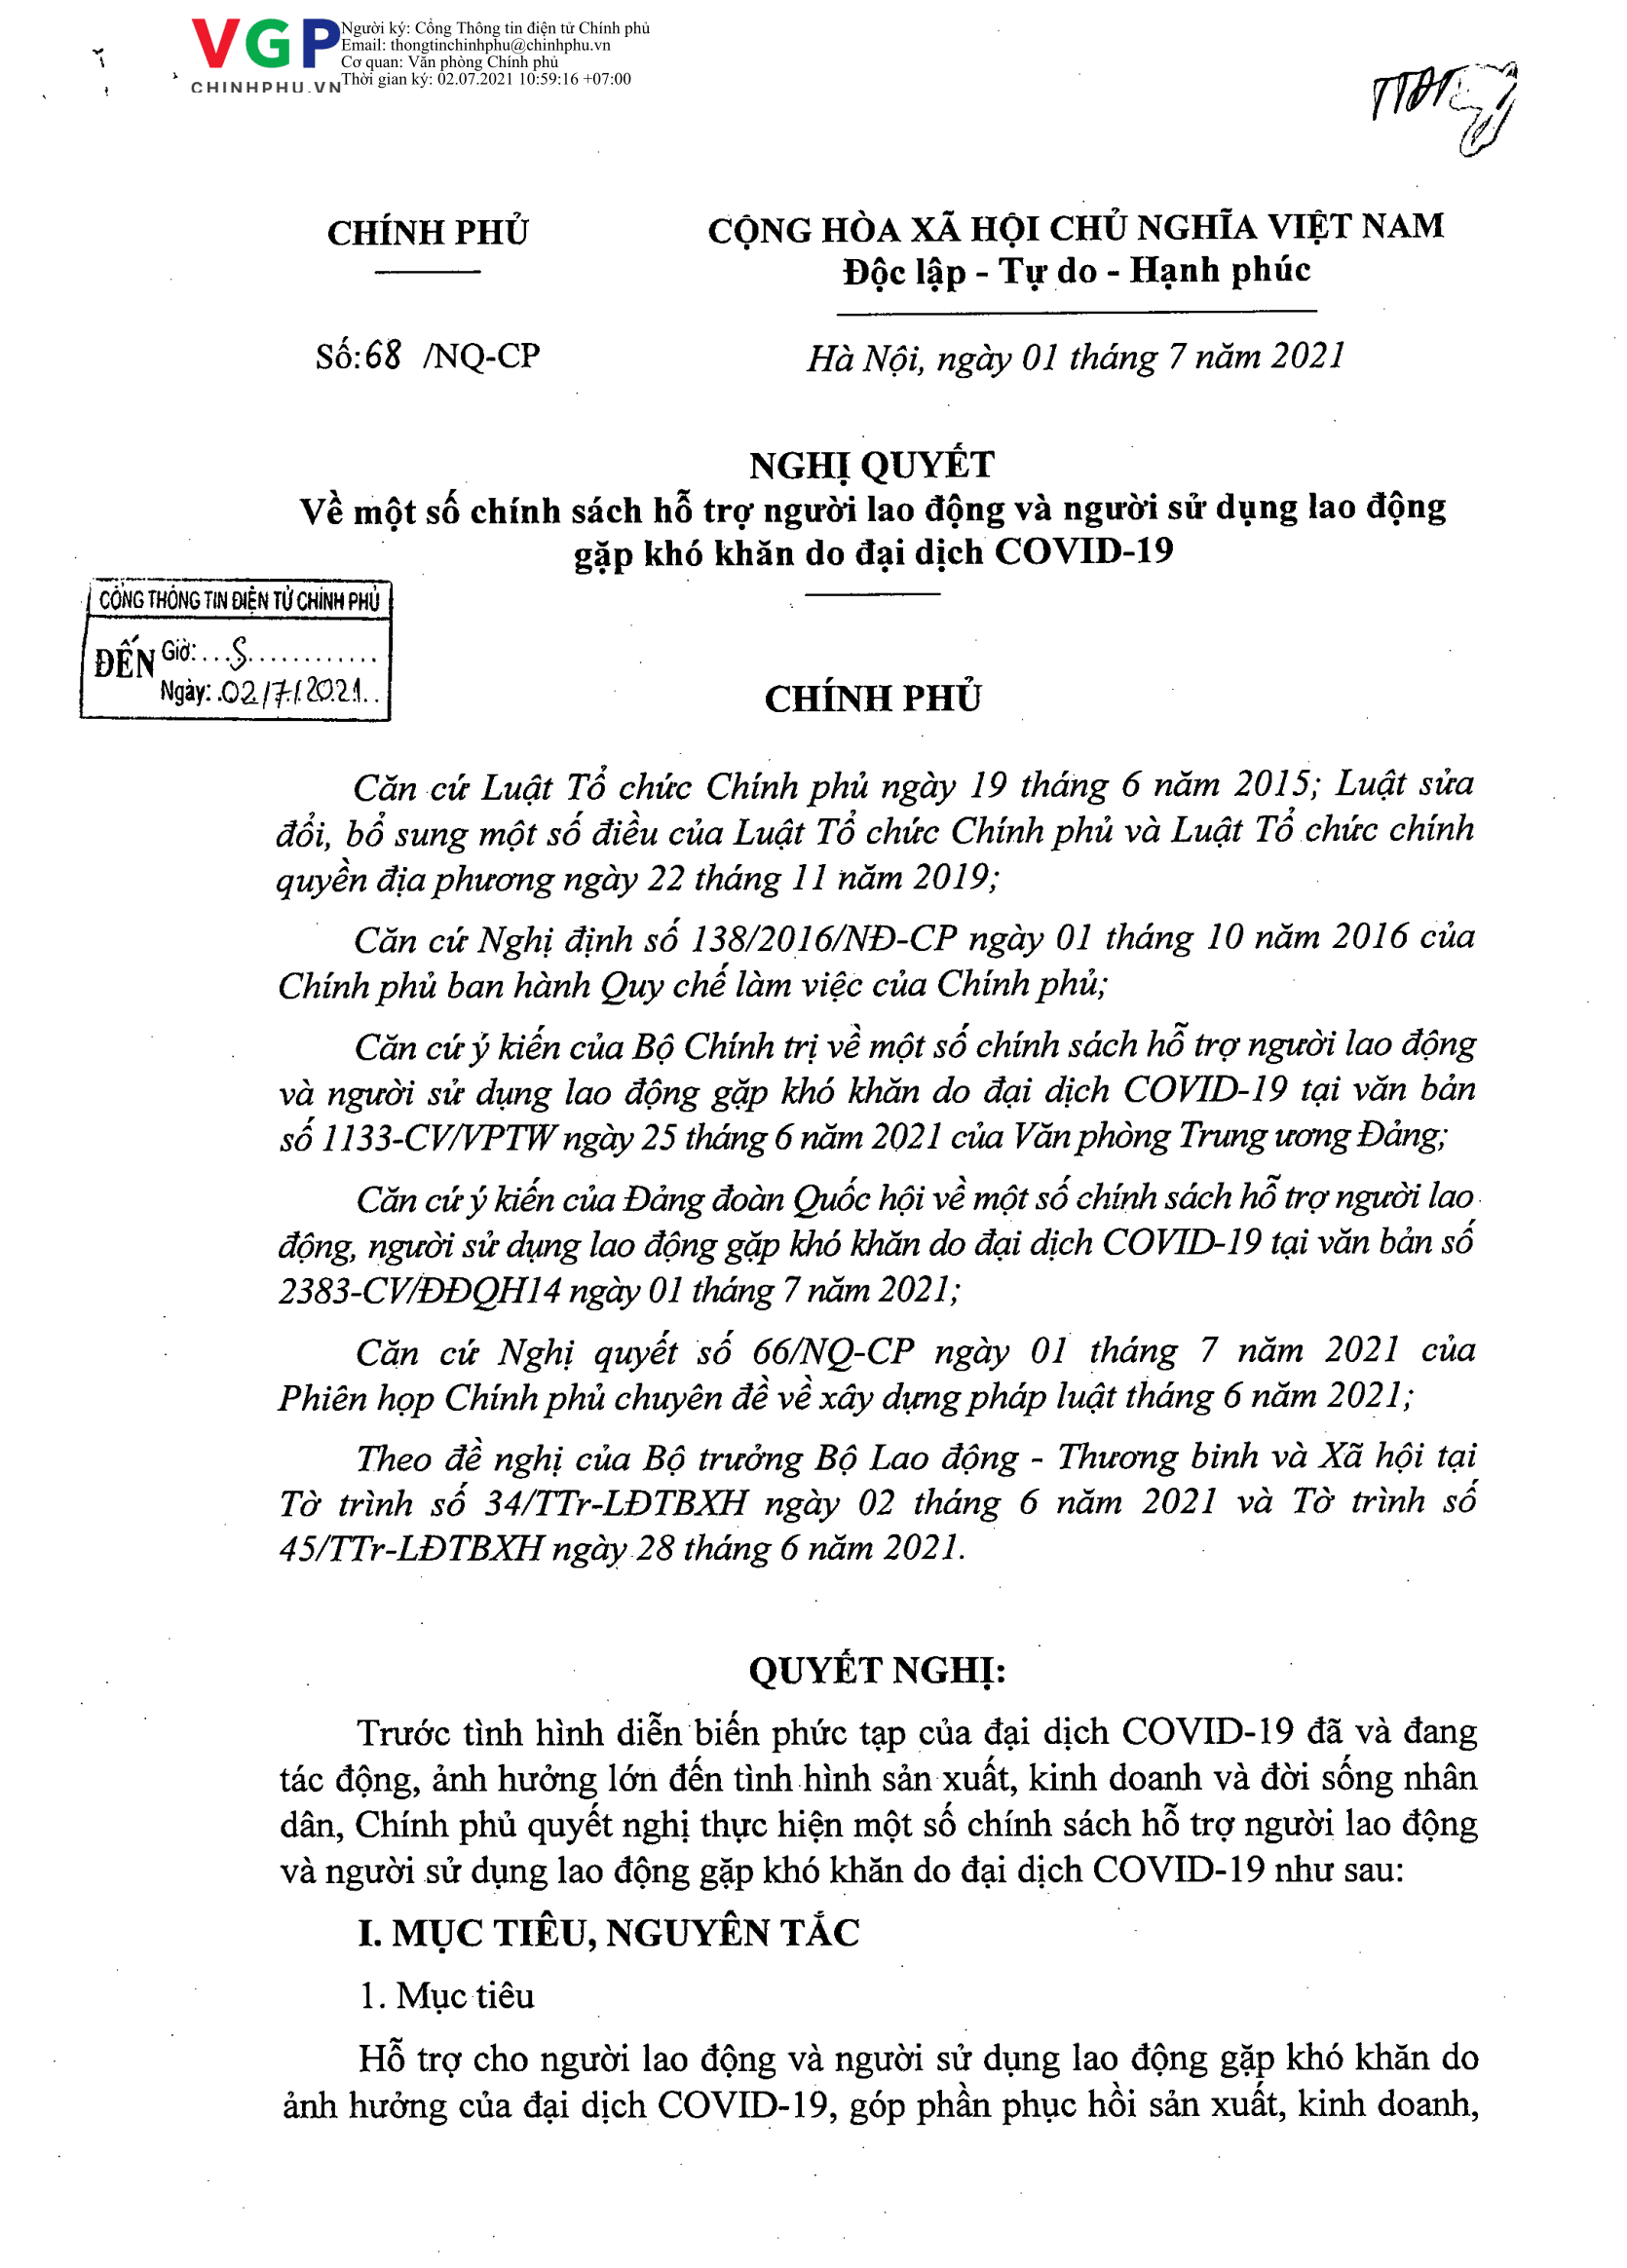 VGP
CHINHPHU.VN
Người ký: Cổng Thông tin điện tử Chính phủ
Email: thongtinchinhphu@chinhphu.vn
Cơ quan: Văn phòng Chính phủ
Thời gian ký: 02.07.2021 10:59:16 +07:00
TTĐT
CHÍNH PHỦ
CỘNG HÒA XÃ HỘI CHỦ NGHĨA VIỆT NAM
Độc lập - Tự do - Hạnh phúc
Số: 68 /NQ-CP
Hà Nội, ngày 01 tháng 7 năm 2021
NGHỊ QUYẾT
Về một số chính sách hỗ trợ người lao động và người sử dụng lao động
gặp khó khăn do đại dịch COVID-19
CỔNG THÔNG TIN ĐIỆN TỬ CHÍNH PHỦ
ĐẾN Giờ: ...S............
Ngày: .02/7/2021..
CHÍNH PHỦ
Căn cứ Luật Tổ chức Chính phủ ngày 19 tháng 6 năm 2015; Luật sửa
đổi, bổ sung một số điều của Luật Tổ chức Chính phủ và Luật Tổ chức chính
quyền địa phương ngày 22 tháng 11 năm 2019;
Căn cứ Nghị định số 138/2016/NĐ-CP ngày 01 tháng 10 năm 2016 của
Chính phủ ban hành Quy chế làm việc của Chính phủ;
Căn cứ ý kiến của Bộ Chính trị về một số chính sách hỗ trợ người lao động
và người sử dụng lao động gặp khó khăn do đại dịch COVID-19 tại văn bản
số 1133-CV/VPTW ngày 25 tháng 6 năm 2021 của Văn phòng Trung ương Đảng;
Căn cứ ý kiến của Đảng đoàn Quốc hội về một số chính sách hỗ trợ người lao
động, người sử dụng lao động gặp khó khăn do đại dịch COVID-19 tại văn bản số
2383-CV/ĐĐQH14 ngày 01 tháng 7 năm 2021;
Căn cứ Nghị quyết số 66/NQ-CP ngày 01 tháng 7 năm 2021 của
Phiên họp Chính phủ chuyên đề về xây dựng pháp luật tháng 6 năm 2021;
Theo đề nghị của Bộ trưởng Bộ Lao động - Thương binh và Xã hội tại
Tờ trình số 34/TTr-LĐTBXH ngày 02 tháng 6 năm 2021 và Tờ trình số
45/TTr-LĐTBXH ngày 28 tháng 6 năm 2021.
QUYẾT NGHỊ:
Trước tình hình diễn biến phức tạp của đại dịch COVID-19 đã và đang
tác động, ảnh hưởng lớn đến tình hình sản xuất, kinh doanh và đời sống nhân
dân, Chính phủ quyết nghị thực hiện một số chính sách hỗ trợ người lao động
và người sử dụng lao động gặp khó khăn do đại dịch COVID-19 như sau:
I. MỤC TIÊU, NGUYÊN TẮC
1. Mục tiêu
Hỗ trợ cho người lao động và người sử dụng lao động gặp khó khăn do
ảnh hưởng của đại dịch COVID-19, góp phần phục hồi sản xuất, kinh doanh,